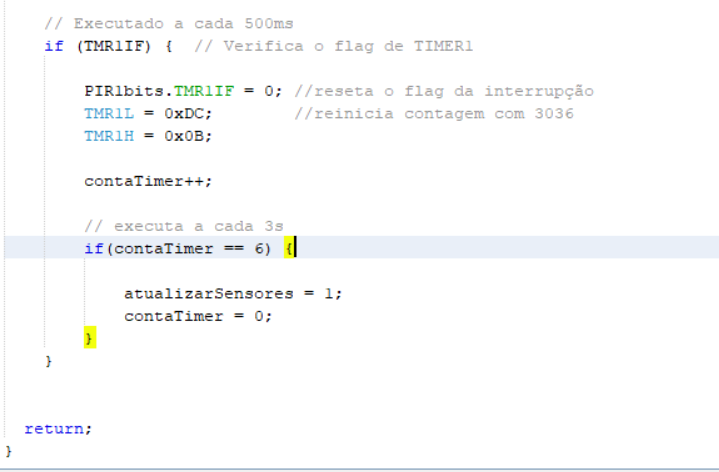 // Executado a cada 500ms
if (TMR1IF) {  // Verifica o flag de TIMER1
PIR1bits.TMR1IF = 0; //reseta o flag da interrupção
TMR1L = 0xDC;        //reinicia contagem com 3036
TMR1H = 0x0B;
contaTimer++;
// executa a cada 3s
if(contaTimer == 6) {
atualizarSensores = 1;
contaTimer = 0;
}
}
return;
}